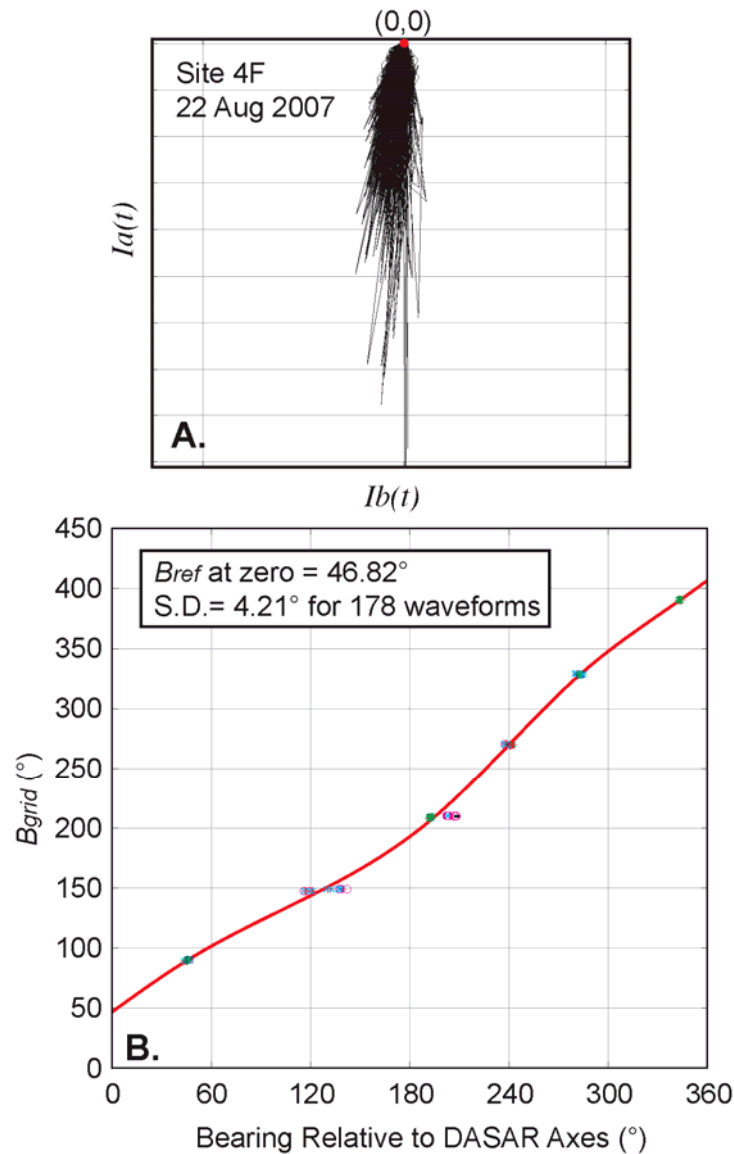 (0,0)
Site 4F
22 Aug 2007
Ia(t)
A.
Ib(t)
450
400
350
300
250
200
150
100
50
0
Bref at zero = 46.82°
S.D.= 4.21° for 178 waveforms
Bgrid (°)
B.
0 60 120 180 240 300 360
Bearing Relative to DASAR Axes (°)